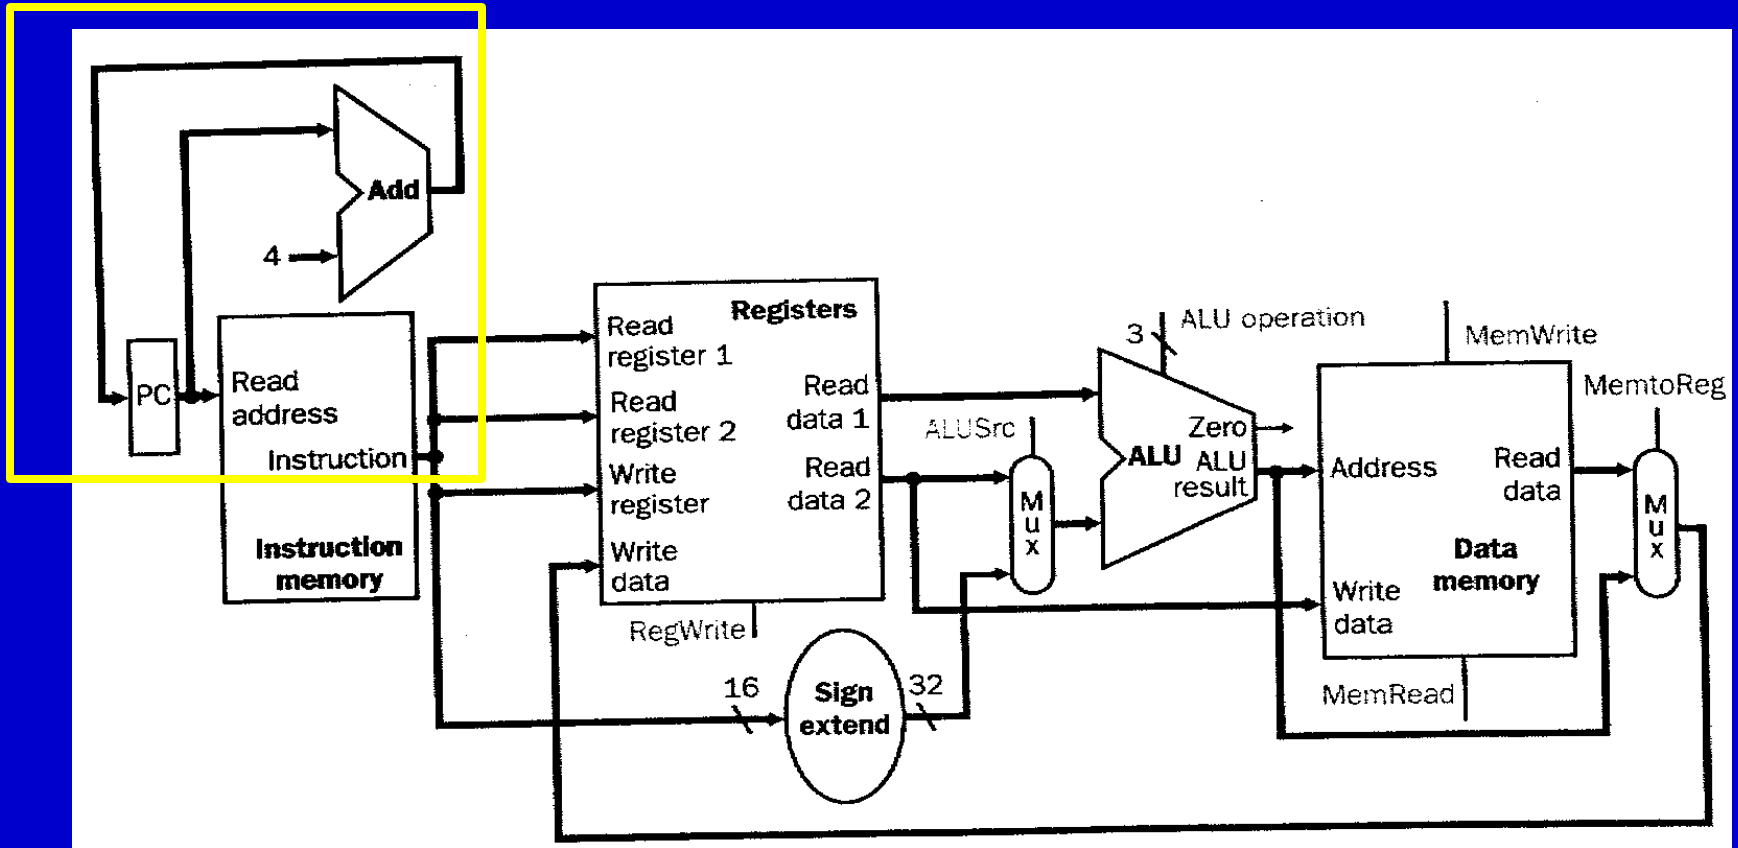 Add
4
PC
Read
address
Instruction
Instruction
memory
Registers
Read
register 1
Read
register 2
Write
register
Write
data
Read
data 1
Read
data 2
RegWrite
16
Sign
extend
32
ALUSrc
M
u
x
3
ALU operation
Zero
ALU
ALU
result
MemWrite
Address
Read
data
Data
memory
Write
data
MemRead
MemtoReg
M
u
x